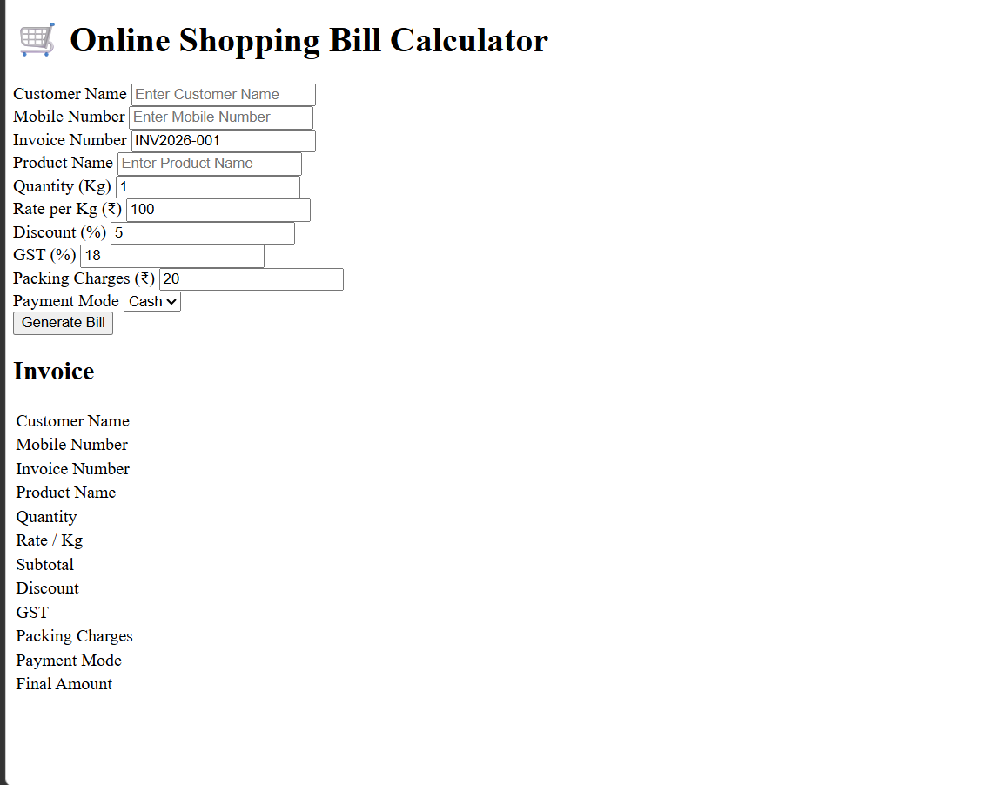 Online Shopping Bill Calculator
Customer Name Enter Customer Name
Mobile Number Enter Mobile Number
Invoice Number INV2026-001
Product Name Enter Product Name
Quantity (Kg) 1
Rate per Kg (₹) 100
Discount (%) 5
GST (%) 18
Packing Charges (₹) 20
Payment Mode Cash
Generate Bill
Invoice
Customer Name
Mobile Number
Invoice Number
Product Name
Quantity
Rate / Kg
Subtotal
Discount
GST
Packing Charges
Payment Mode
Final Amount